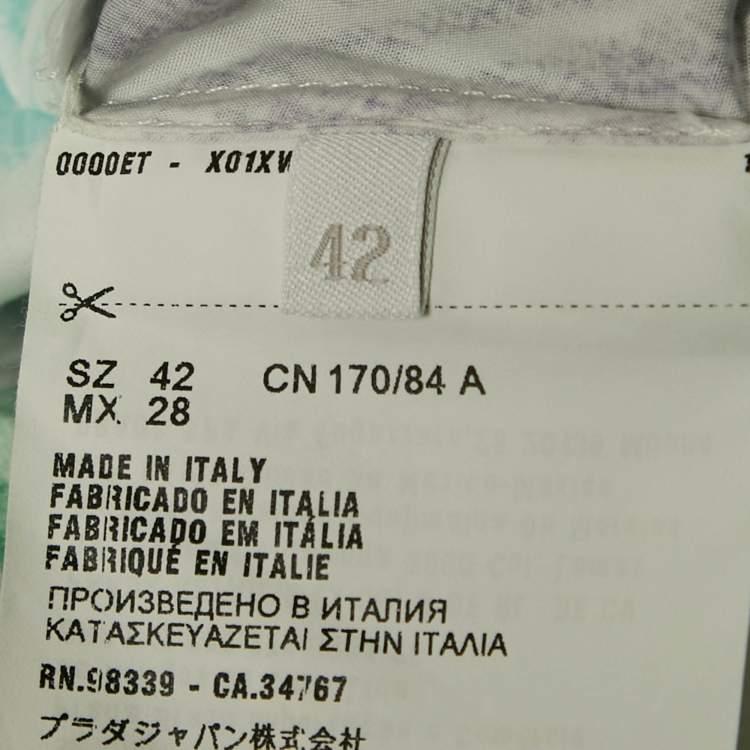 0000ET - X01XW
42
SZ 42 CN 170/84 A
MX 28
MADE IN ITALY
FABRICADO EN ITALIA
FABRICADO EM ITÁLIA
FABRIQUÉ EN ITALIE
ПРОИЗВЕДЕНО В ИТАЛИЯ
ΚΑΤΑΣΚΕΥΑΖΕΤΑΙ ΣΤΗΝ ΙΤΑΛΙΑ
RN.98339 - CA.34767
プラダジャパン株式会社